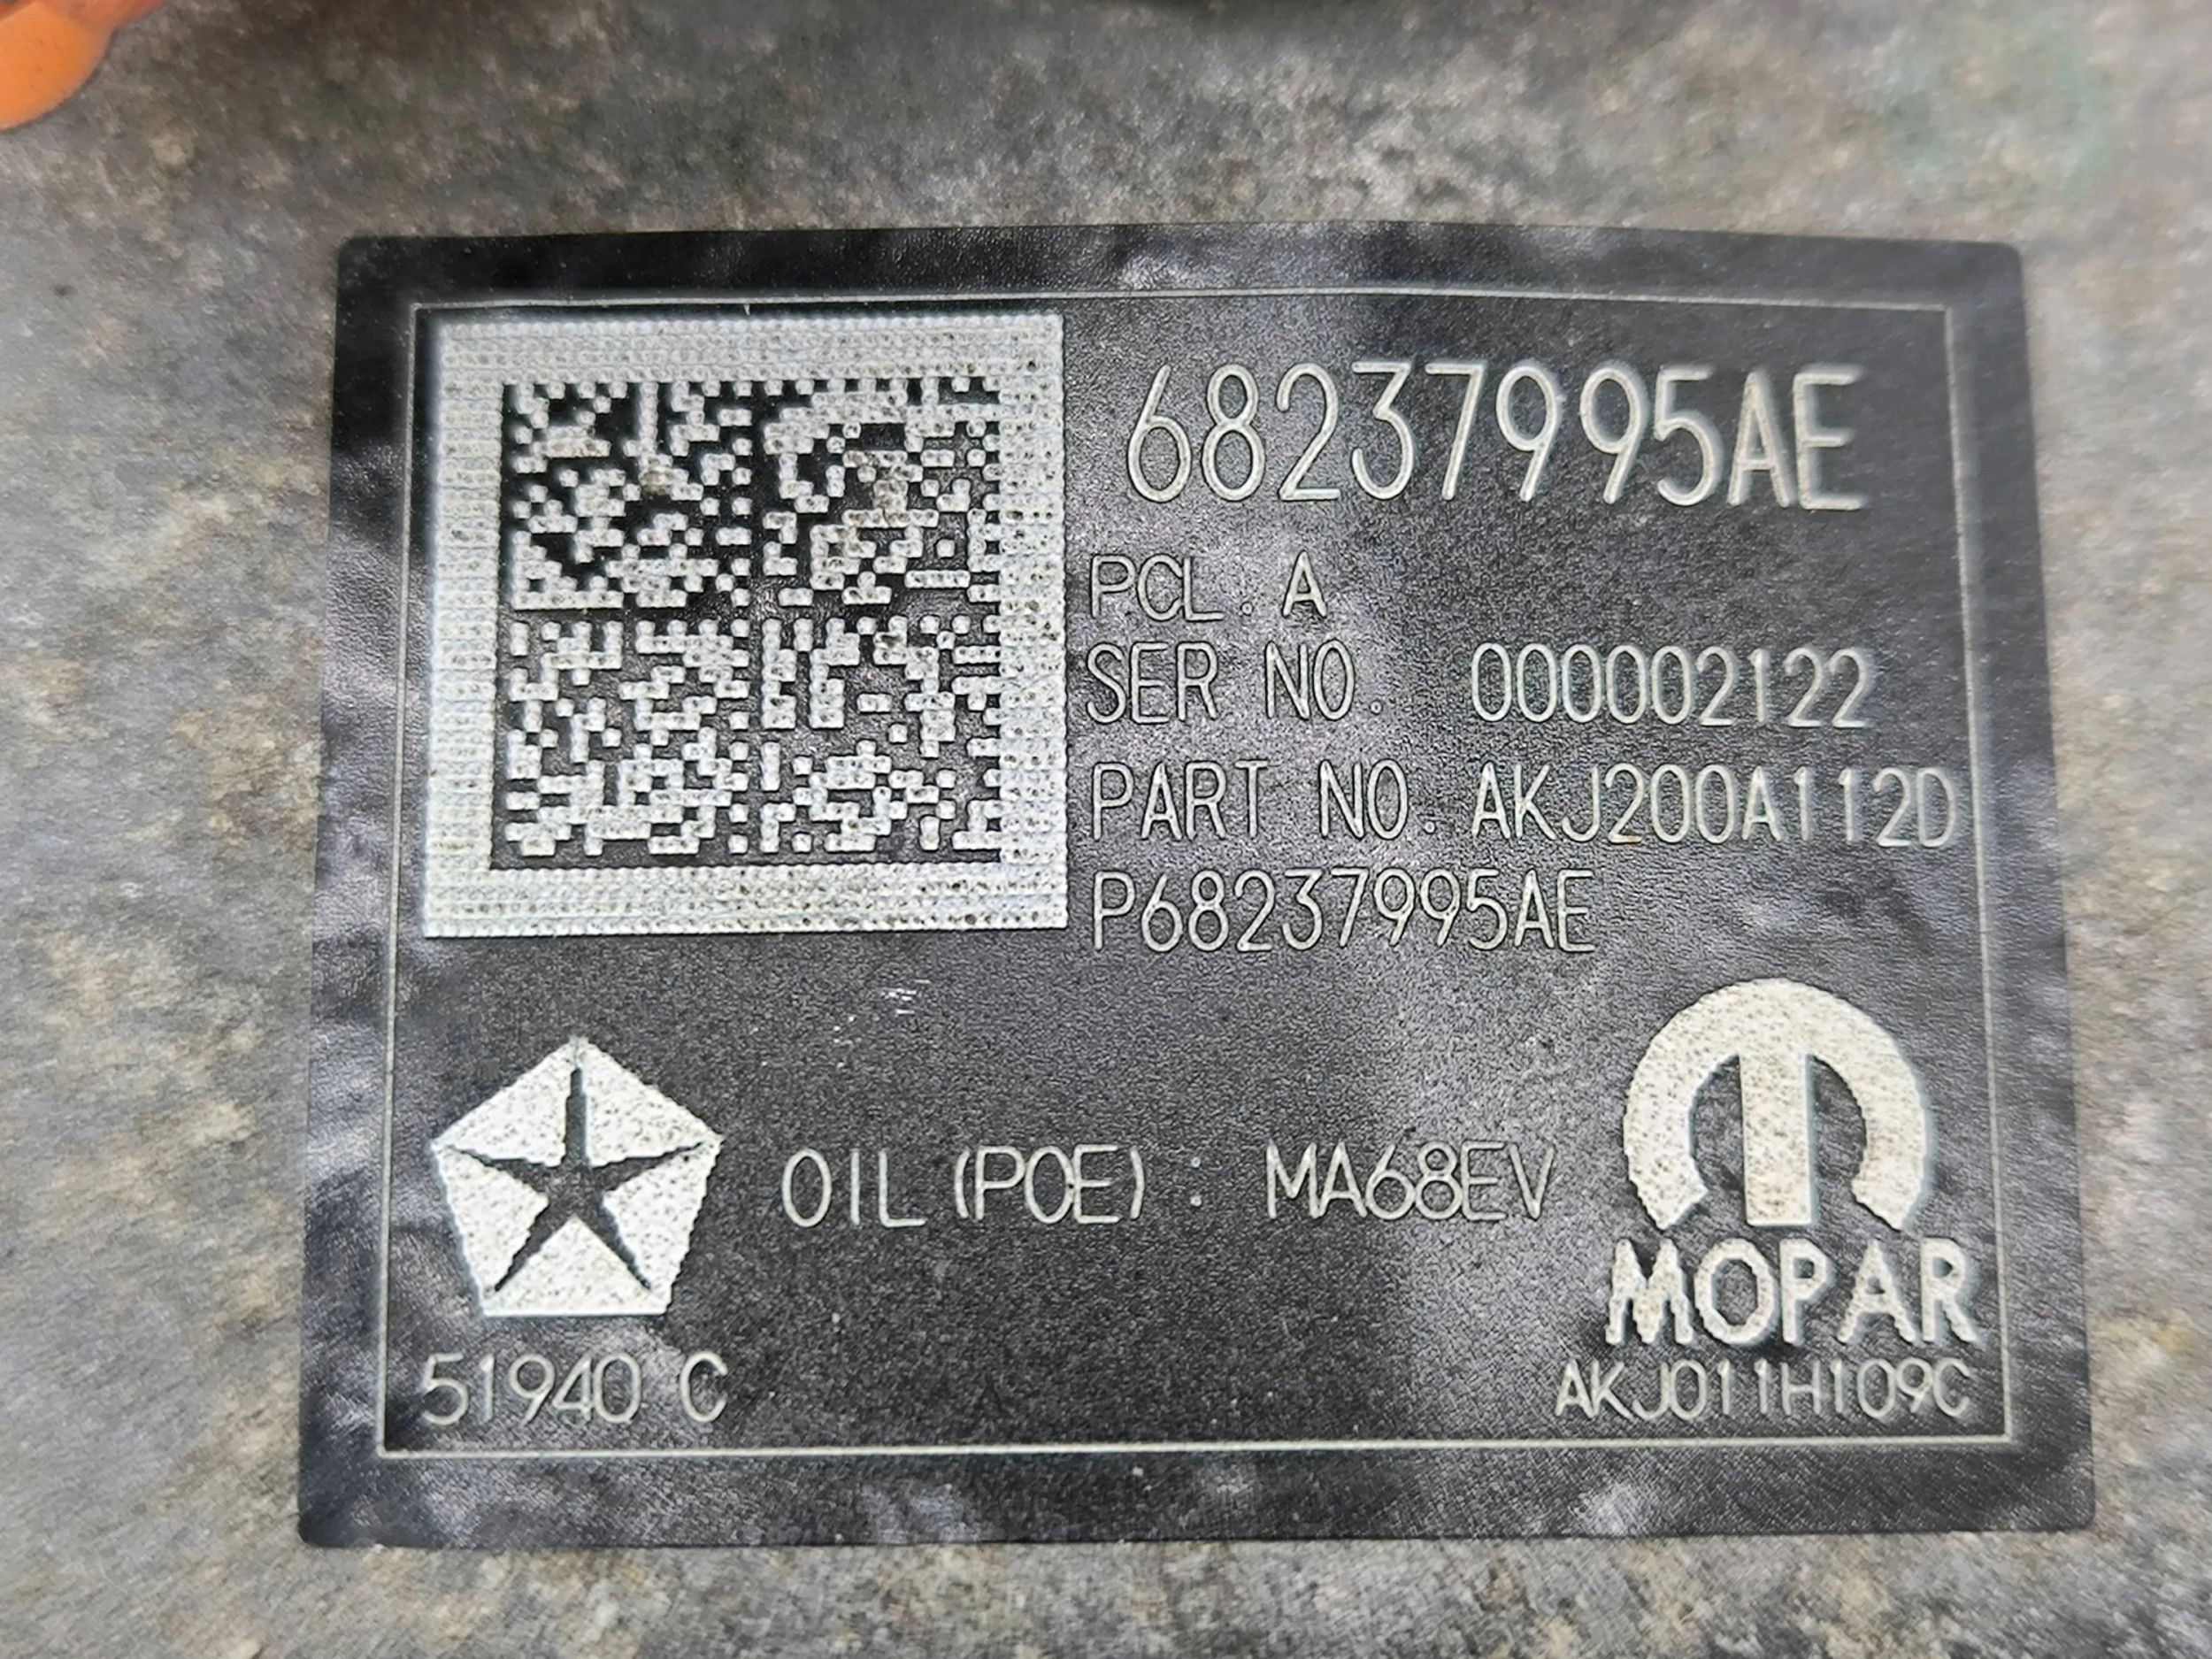 68237995AE
PCL. A
SER NO. 000002122
PART NO. AKJ200A112D
P68237995AE
OIL (POE) : MA68EV
MOPAR
51940 C
AKJ011H109C